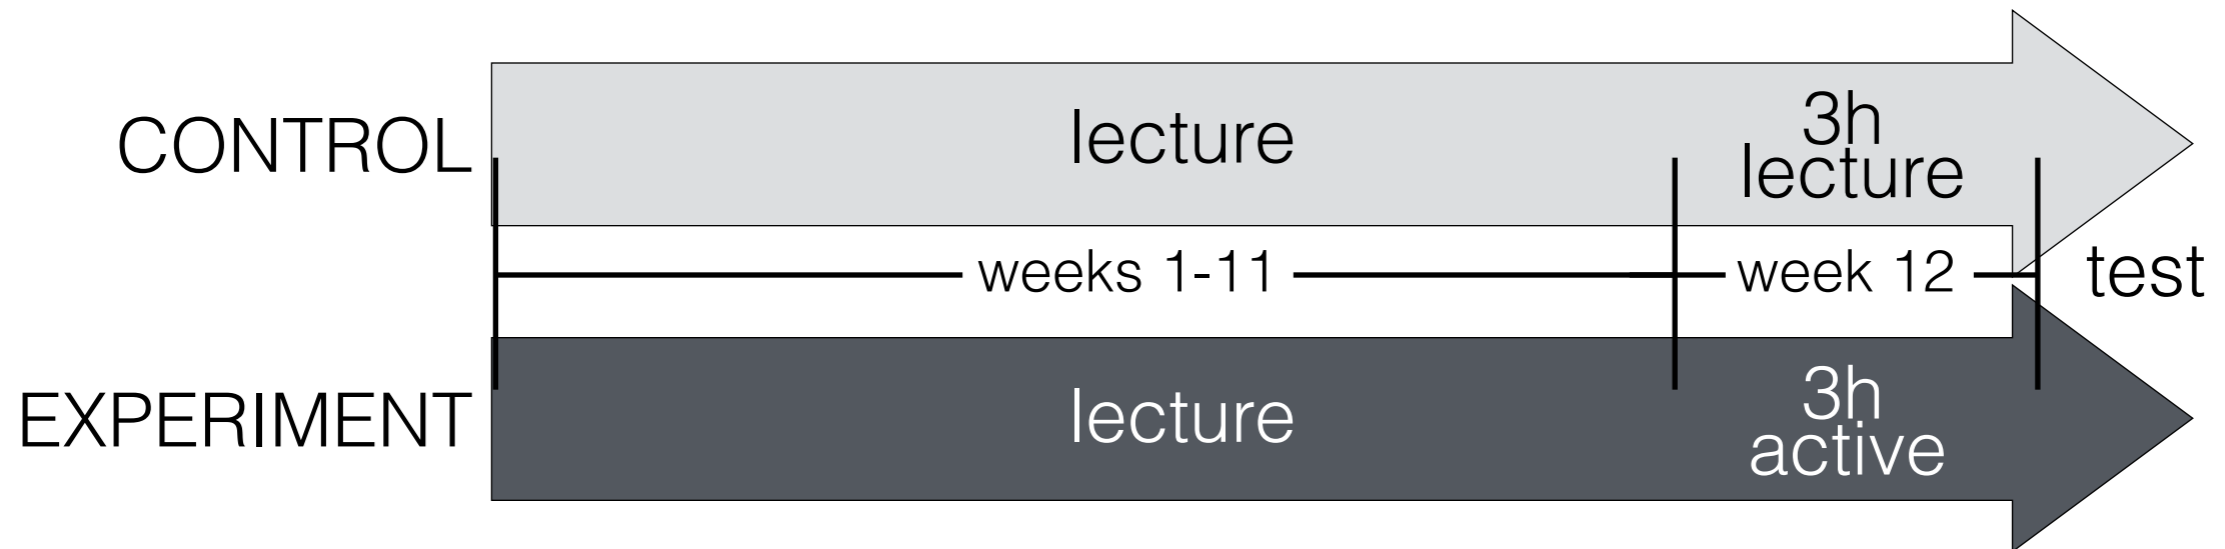 CONTROL
lecture
3h
lecture
weeks 1-11
week 12
test
EXPERIMENT
lecture
3h
active